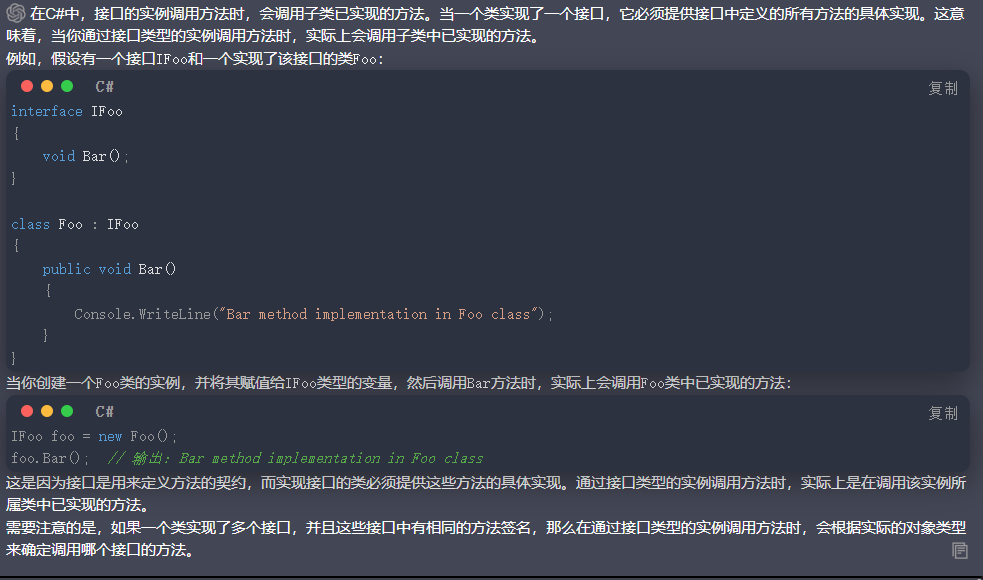 在C#中，接口的实例调用方法时，会调用子类已实现的方法。当一个类实现了一个接口，它必须提供接口中定义的所有方法的具体实现。这意
味着，当你通过接口类型的实例调用方法时，实际上会调用子类中已实现的方法。
例如，假设有一个接口IFoo和一个实现了该接口的类Foo：
C#
复制
interface IFoo
{
    void Bar();
}
class Foo : IFoo
{
    public void Bar()
    {
        Console.WriteLine("Bar method implementation in Foo class");
    }
}
当你创建一个Foo类的实例，并将其赋值给IFoo类型的变量，然后调用Bar方法时，实际上会调用Foo类中已实现的方法：
C#
复制
IFoo foo = new Foo();
foo.Bar();  // 输出: Bar method implementation in Foo class
这是因为接口是用来定义方法的契约，而实现接口的类必须提供这些方法的具体实现。通过接口类型的实例调用方法时，实际上是在调用该实例所
属类中已实现的方法。
需要注意的是，如果一个类实现了多个接口，并且这些接口中有相同的方法签名，那么在通过接口类型的实例调用方法时，会根据实际的对象类型
来确定调用哪个接口的方法。